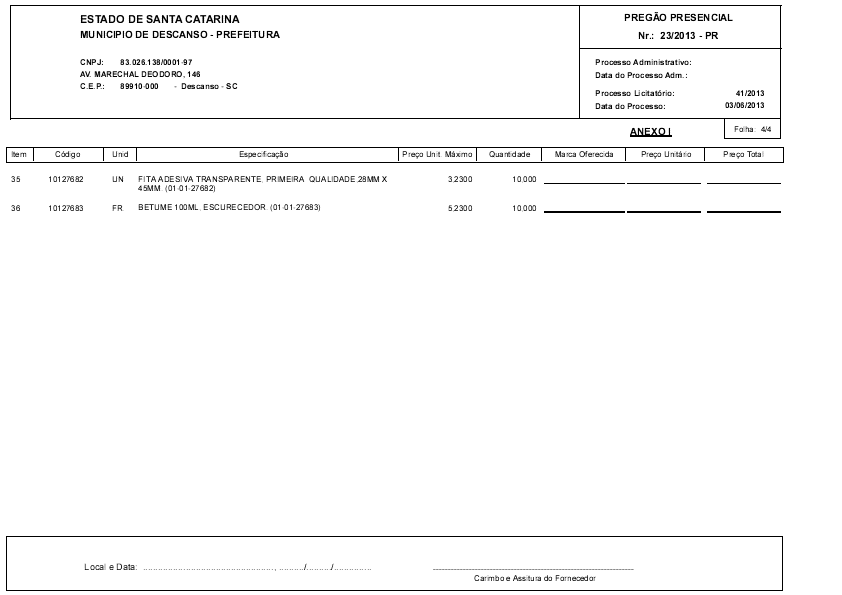 ESTADO DE SANTA CATARINA
MUNICIPIO DE DESCANSO - PREFEITURA
CNPJ: 83.026.138/0001-97
AV. MARECHAL DEODORO, 146
C.E.P.: 89910-000 - Descanso - SC
PREGÃO PRESENCIAL
Nr.: 23/2013 - PR
Processo Administrativo:
Data do Processo Adm.:
Processo Licitatório: 41/2013
Data do Processo: 03/06/2013
ANEXO I
Folha: 4/4
Item Código Unid Especificação Preço Unit. Máximo Quantidade Marca Oferecida Preço Unitário Preço Total
35 10127682 UN FITA ADESIVA TRANSPARENTE, PRIMEIRA QUALIDADE,28MM X 3,2300 10,000
45MM (01-01-27682)
36 10127683 FR BETUME 100ML. ESCURECEDOR. (01-01-27683) 5,2300 10,000
Local e Data: ......................................................, ........../........../...............
Carimbo e Assitura do Fornecedor